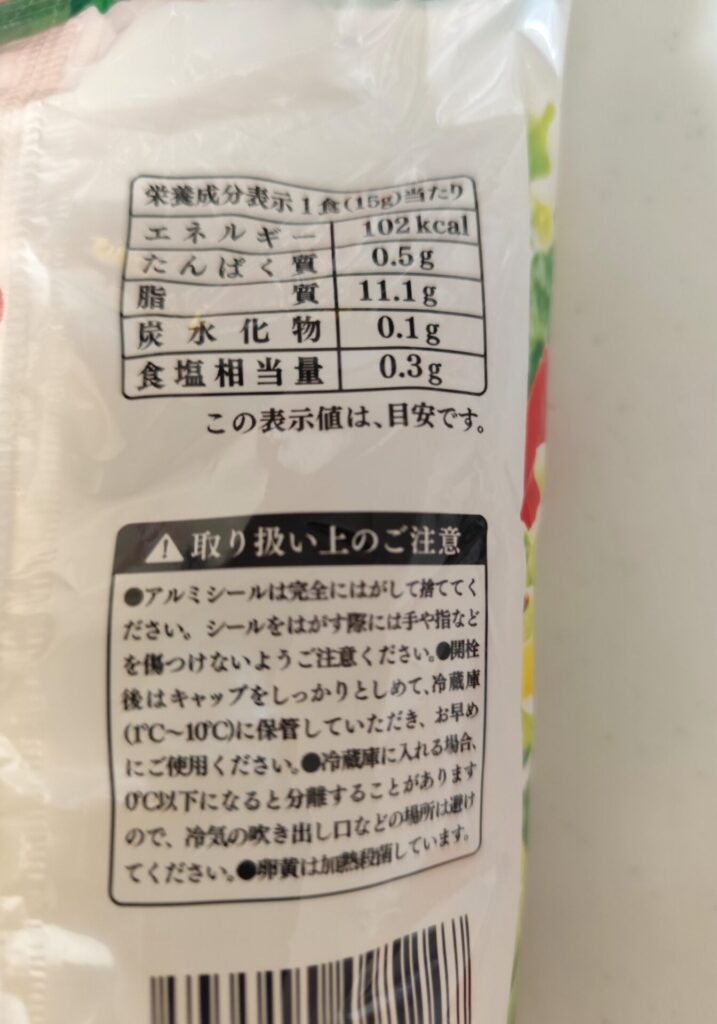 栄養成分表示1食(15g)当たり
エネルギー 102kcal
たんぱく質 0.5g
脂質 11.1g
炭水化物 0.1g
食塩相当量 0.3g
この表示値は、目安です。
取り扱い上のご注意
●アルミシールは完全にはがして捨ててく
ださい。シールをはがす際には手や指など
を傷つけないようご注意ください。●開栓
後はキャップをしっかりとしめて、冷蔵庫
(1℃〜10℃)に保管していただき、お早め
にご使用ください。●冷蔵庫に入れる場合、
0℃以下になると分離することがあります
ので、冷気の吹き出し口などの場所は避け
てください。●卵黄は加熱殺菌しています。